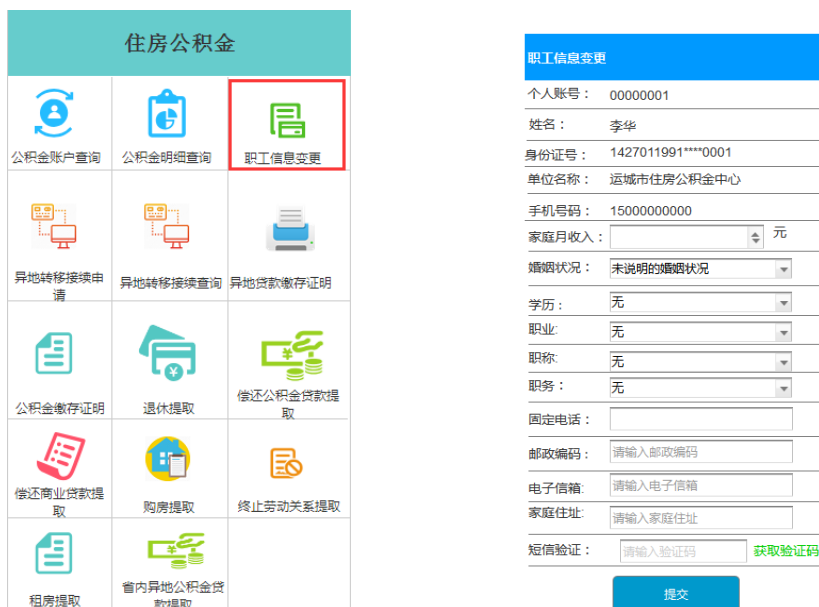 住房公积金
公积金账户查询
公积金明细查询
职工信息变更
异地转移接续申
请
异地转移接续查询
异地贷款缴存证明
公积金缴存证明
退休提取
偿还公积金贷款提
取
偿还商业贷款提
取
购房提取
终止劳动关系提取
租房提取
省内异地公积金贷
款提取
职工信息变更
个人账号： 00000001
姓名： 李华
身份证号： 1427011991****0001
单位名称： 运城市住房公积金中心
手机号码： 15000000000
家庭月收入： 元
婚姻状况： 未说明的婚姻状况
学历： 无
职业: 无
职称: 无
职务： 无
固定电话：
邮政编码： 请输入邮政编码
电子信箱: 请输入电子信箱
家庭住址: 请输入家庭住址
短信验证： 请输入验证码 获取验证码
提交